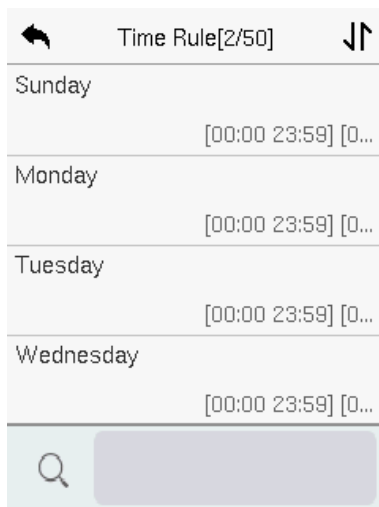 Time Rule[2/50]
Sunday
[00:00 23:59] [0...
Monday
[00:00 23:59] [0...
Tuesday
[00:00 23:59] [0...
Wednesday
[00:00 23:59] [0...